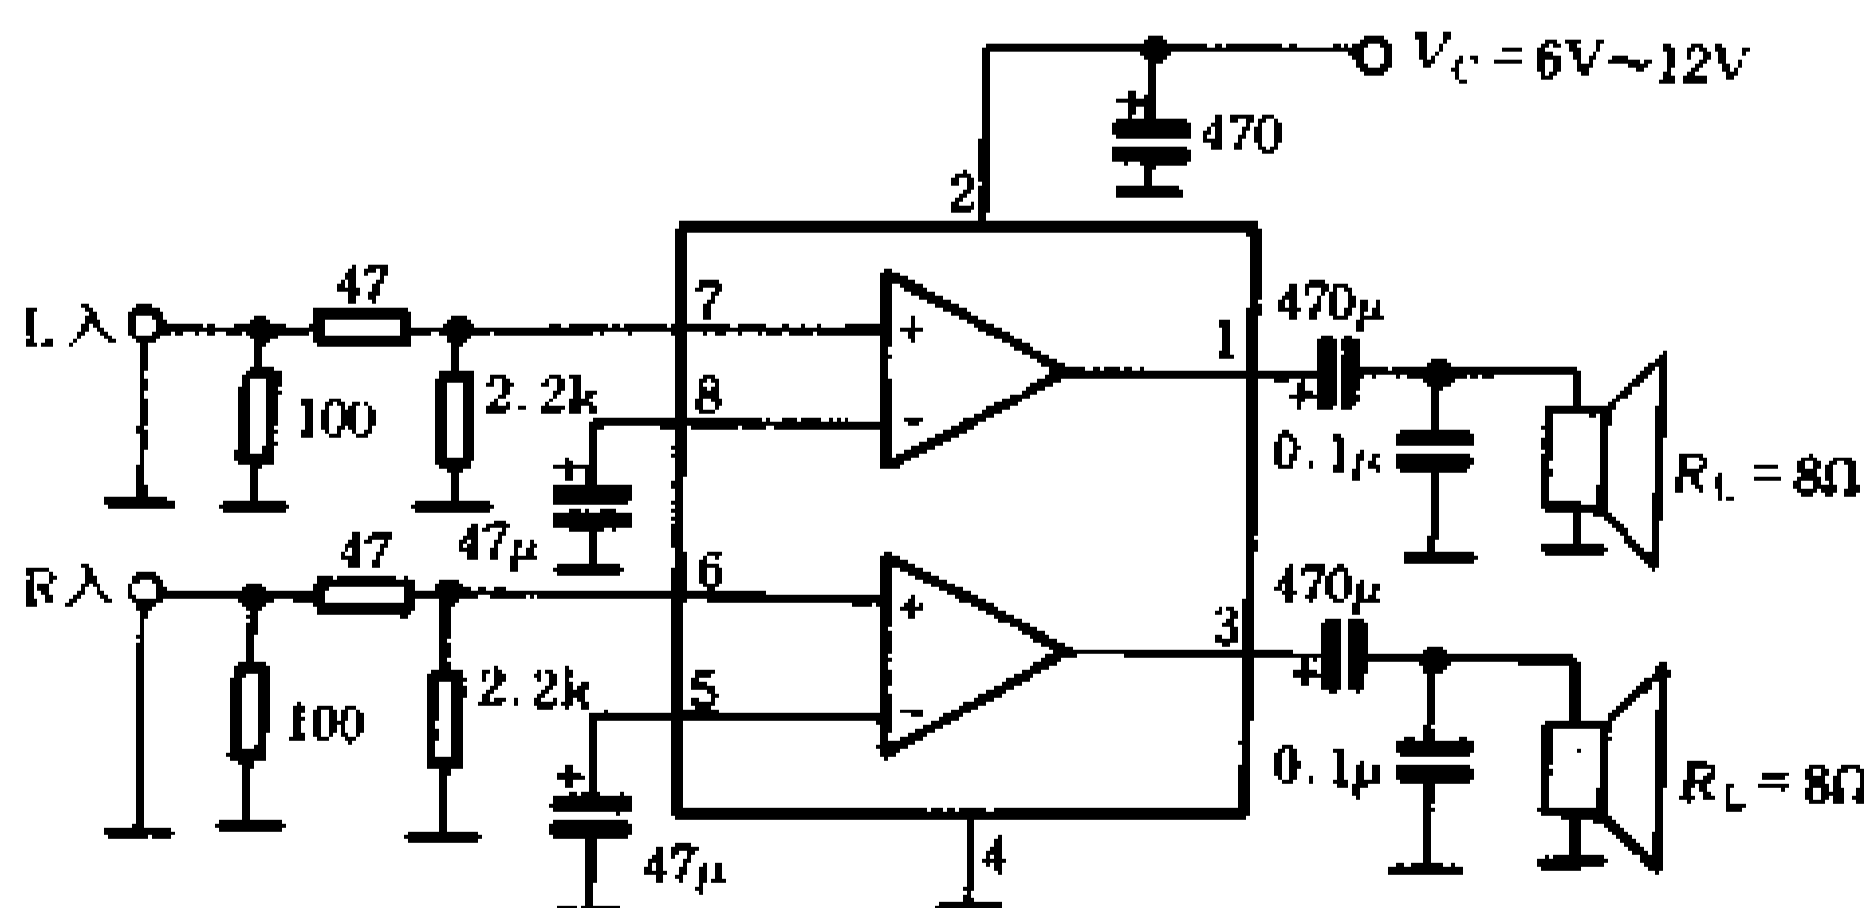 V_C = 6V~12V
+
470
2
47
7
470μ
L入
+
1
100
2.2k
8
-
+
+
0.1μ
R_L = 8Ω
47μ
47
6
470μ
R入
+
3
100
2.2k
5
-
+
+
0.1μ
R_L = 8Ω
47μ
4